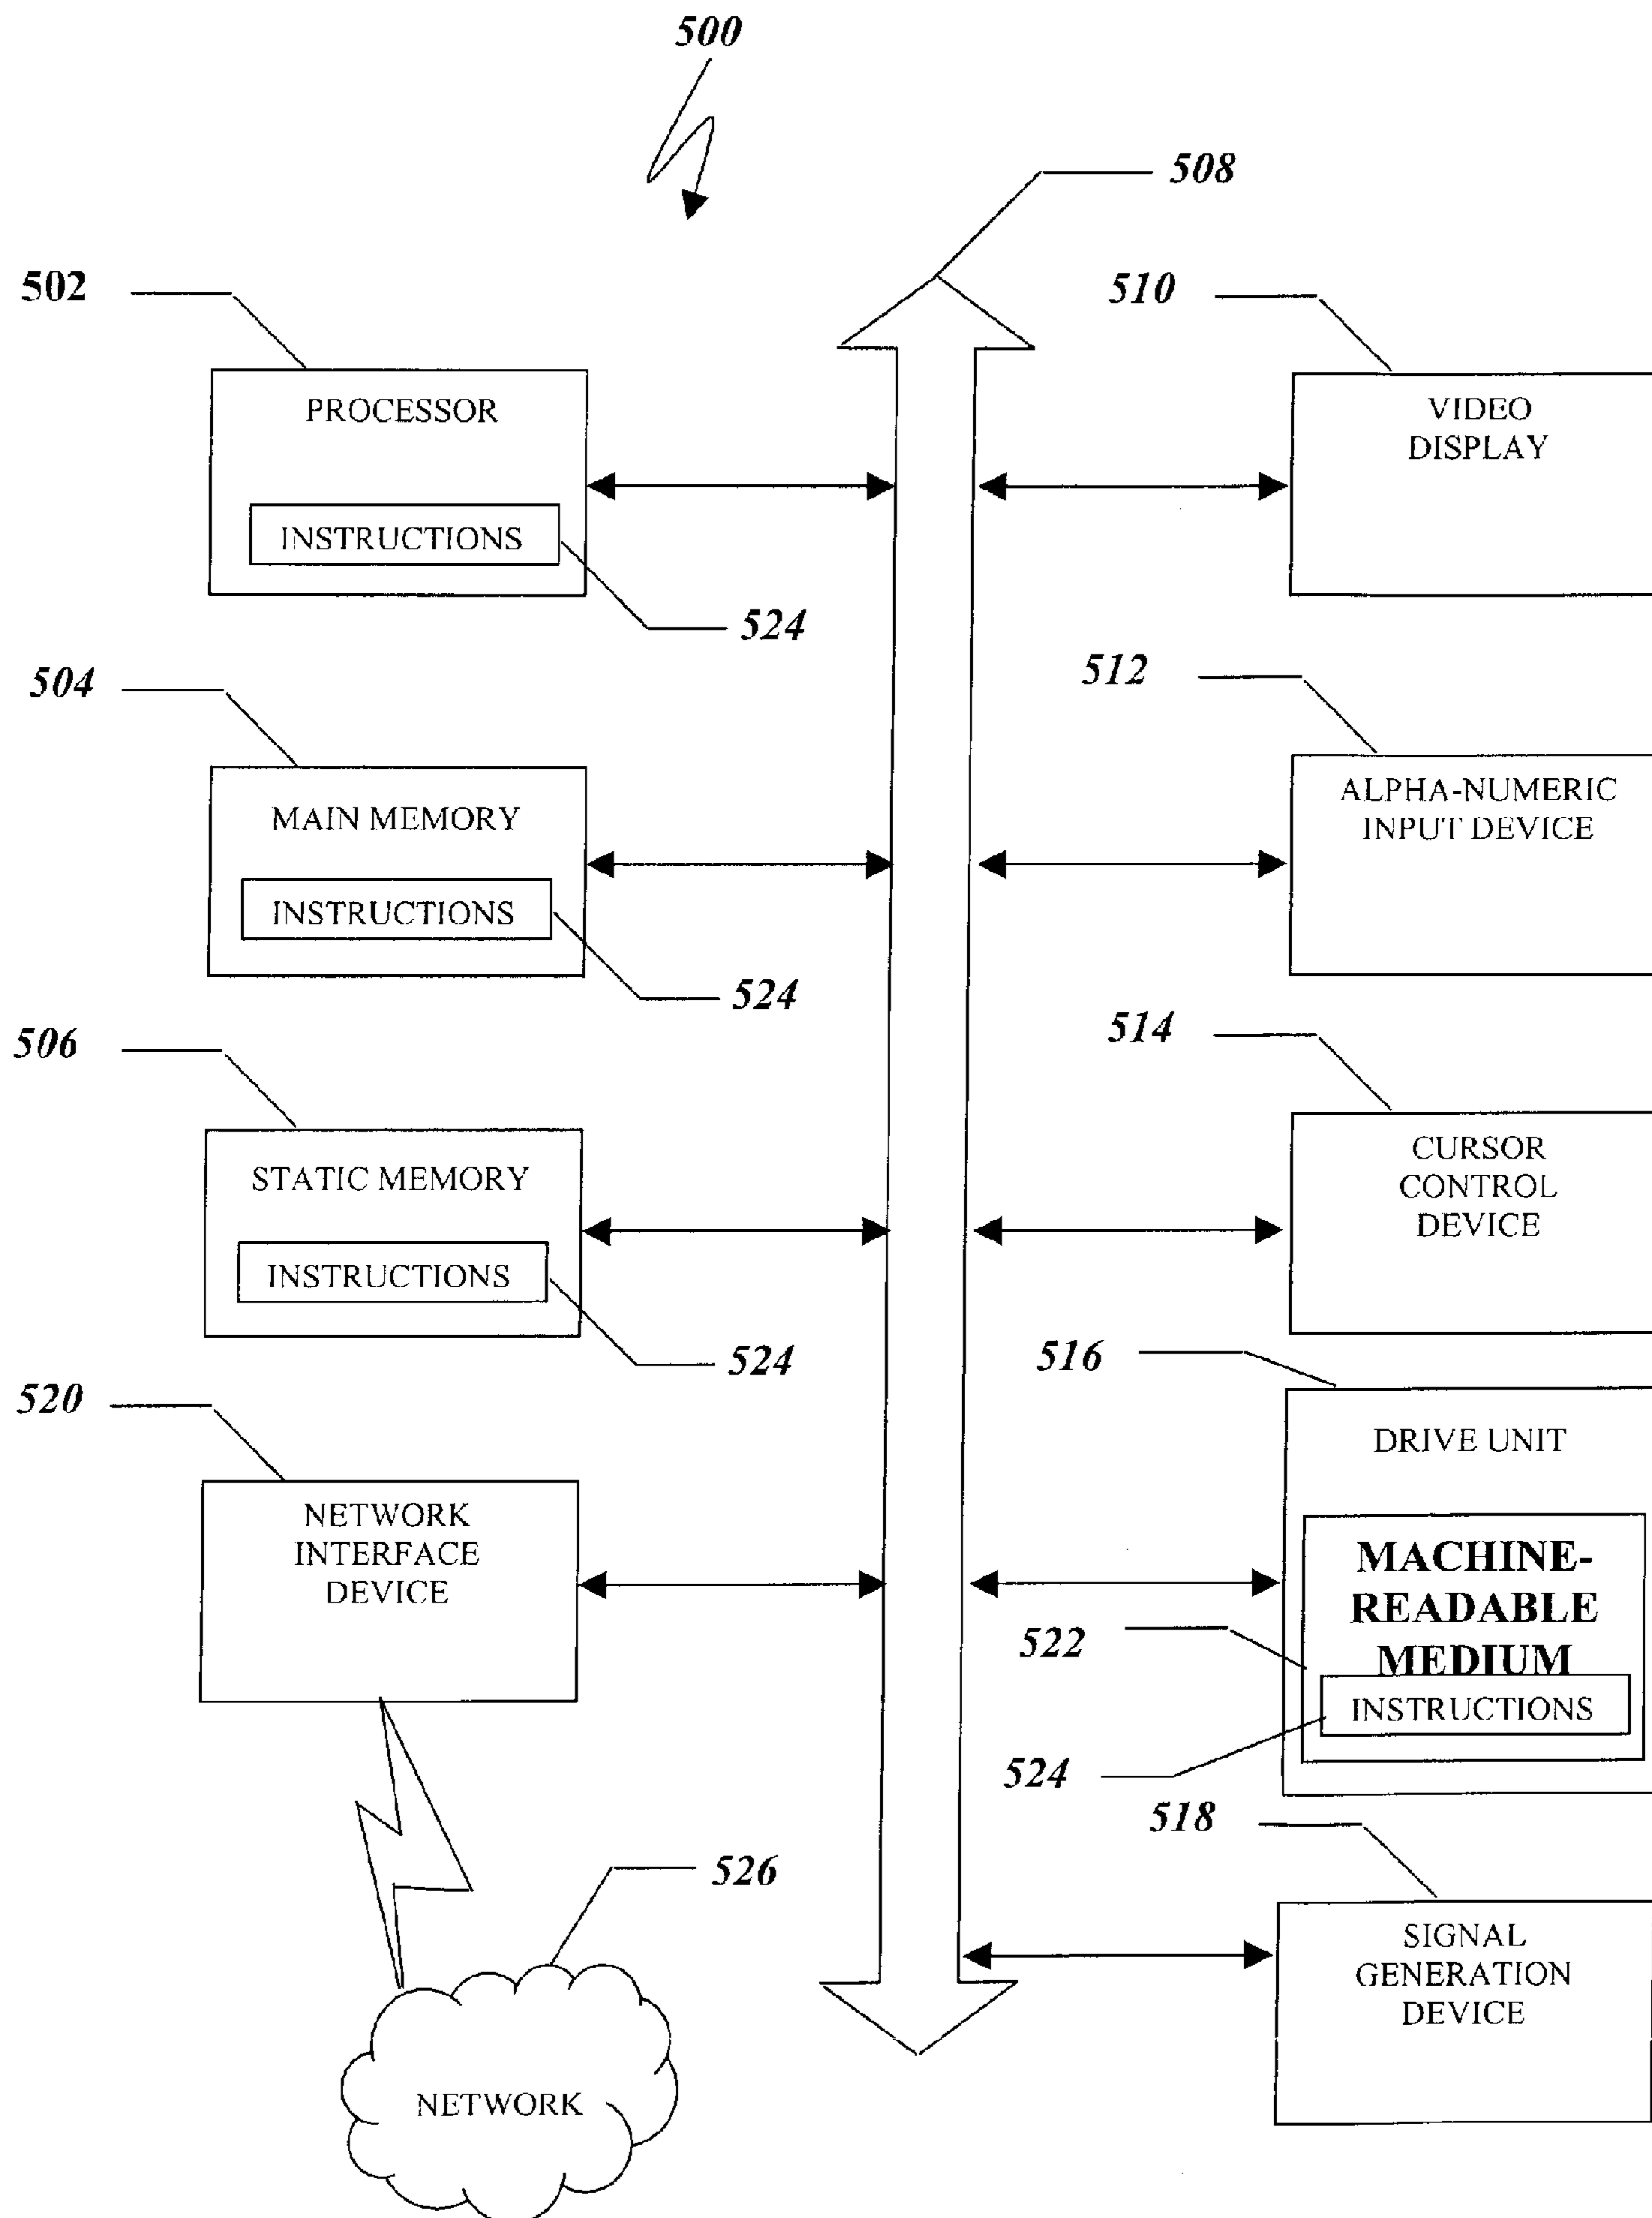 500
508
502
PROCESSOR
INSTRUCTIONS
524
510
VIDEO
DISPLAY
504
MAIN MEMORY
INSTRUCTIONS
524
512
ALPHA-NUMERIC
INPUT DEVICE
506
STATIC MEMORY
INSTRUCTIONS
524
514
CURSOR
CONTROL
DEVICE
520
NETWORK
INTERFACE
DEVICE
516
DRIVE UNIT
MACHINE-
READABLE
MEDIUM
522
INSTRUCTIONS
524
526
NETWORK
518
SIGNAL
GENERATION
DEVICE